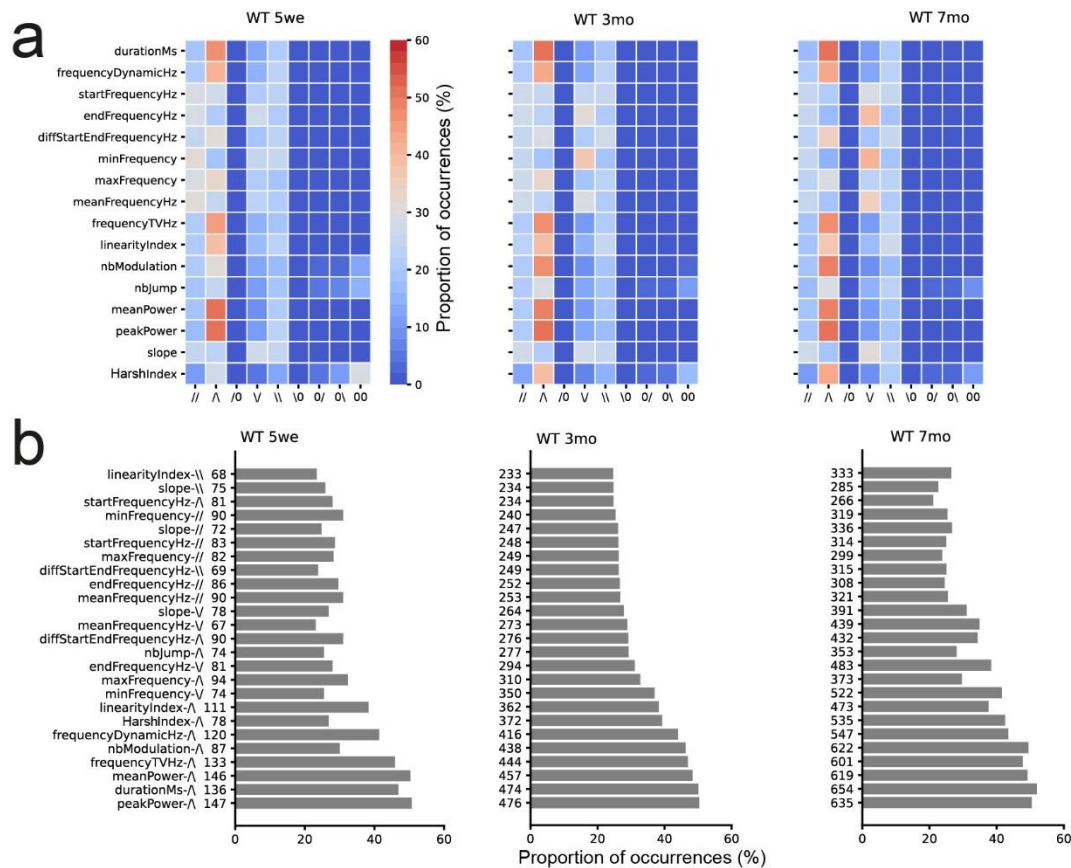 a
WT 5we
WT 3mo
WT 7mo
durationMs
frequencyDynamicHz
startFrequencyHz
endFrequencyHz
diffStartEndFrequencyHz
minFrequency
maxFrequency
meanFrequencyHz
frequencyTVHz
linearityIndex
nbModulation
nbJump
meanPower
peakPower
slope
HarshIndex
60
50
40
30
20
10
0
Proportion of occurrences (%)
// /\ /0 \/ \\ \0 0/ 0\ 00
// /\ /0 \/ \\ \0 0/ 0\ 00
// /\ /0 \/ \\ \0 0/ 0\ 00
b
WT 5we
WT 3mo
WT 7mo
linearityIndex-\\ 68 233 333
slope-\\ 75 234 285
startFrequencyHz-/\ 81 234 266
minFrequency-// 90 240 319
slope-// 72 247 336
startFrequencyHz-// 83 248 314
maxFrequency-// 82 249 299
diffStartEndFrequencyHz-\\ 69 249 315
endFrequencyHz-// 86 252 308
meanFrequencyHz-// 90 253 321
slope-\/ 78 264 391
meanFrequencyHz-\/ 67 273 439
diffStartEndFrequencyHz-/\ 90 276 432
nbJump-/\ 74 277 353
endFrequencyHz-\/ 81 294 483
maxFrequency-/\ 94 310 373
minFrequency-\/ 74 350 522
linearityIndex-/\ 111 362 473
HarshIndex-/\ 78 372 535
frequencyDynamicHz-/\ 120 416 547
nbModulation-/\ 87 438 622
frequencyTVHz-/\ 133 444 601
meanPower-/\ 146 457 619
durationMs-/\ 136 474 654
peakPower-/\ 147 476 635
0 20 40 60
0 20 40 60
0 20 40 60
Proportion of occurrences (%)